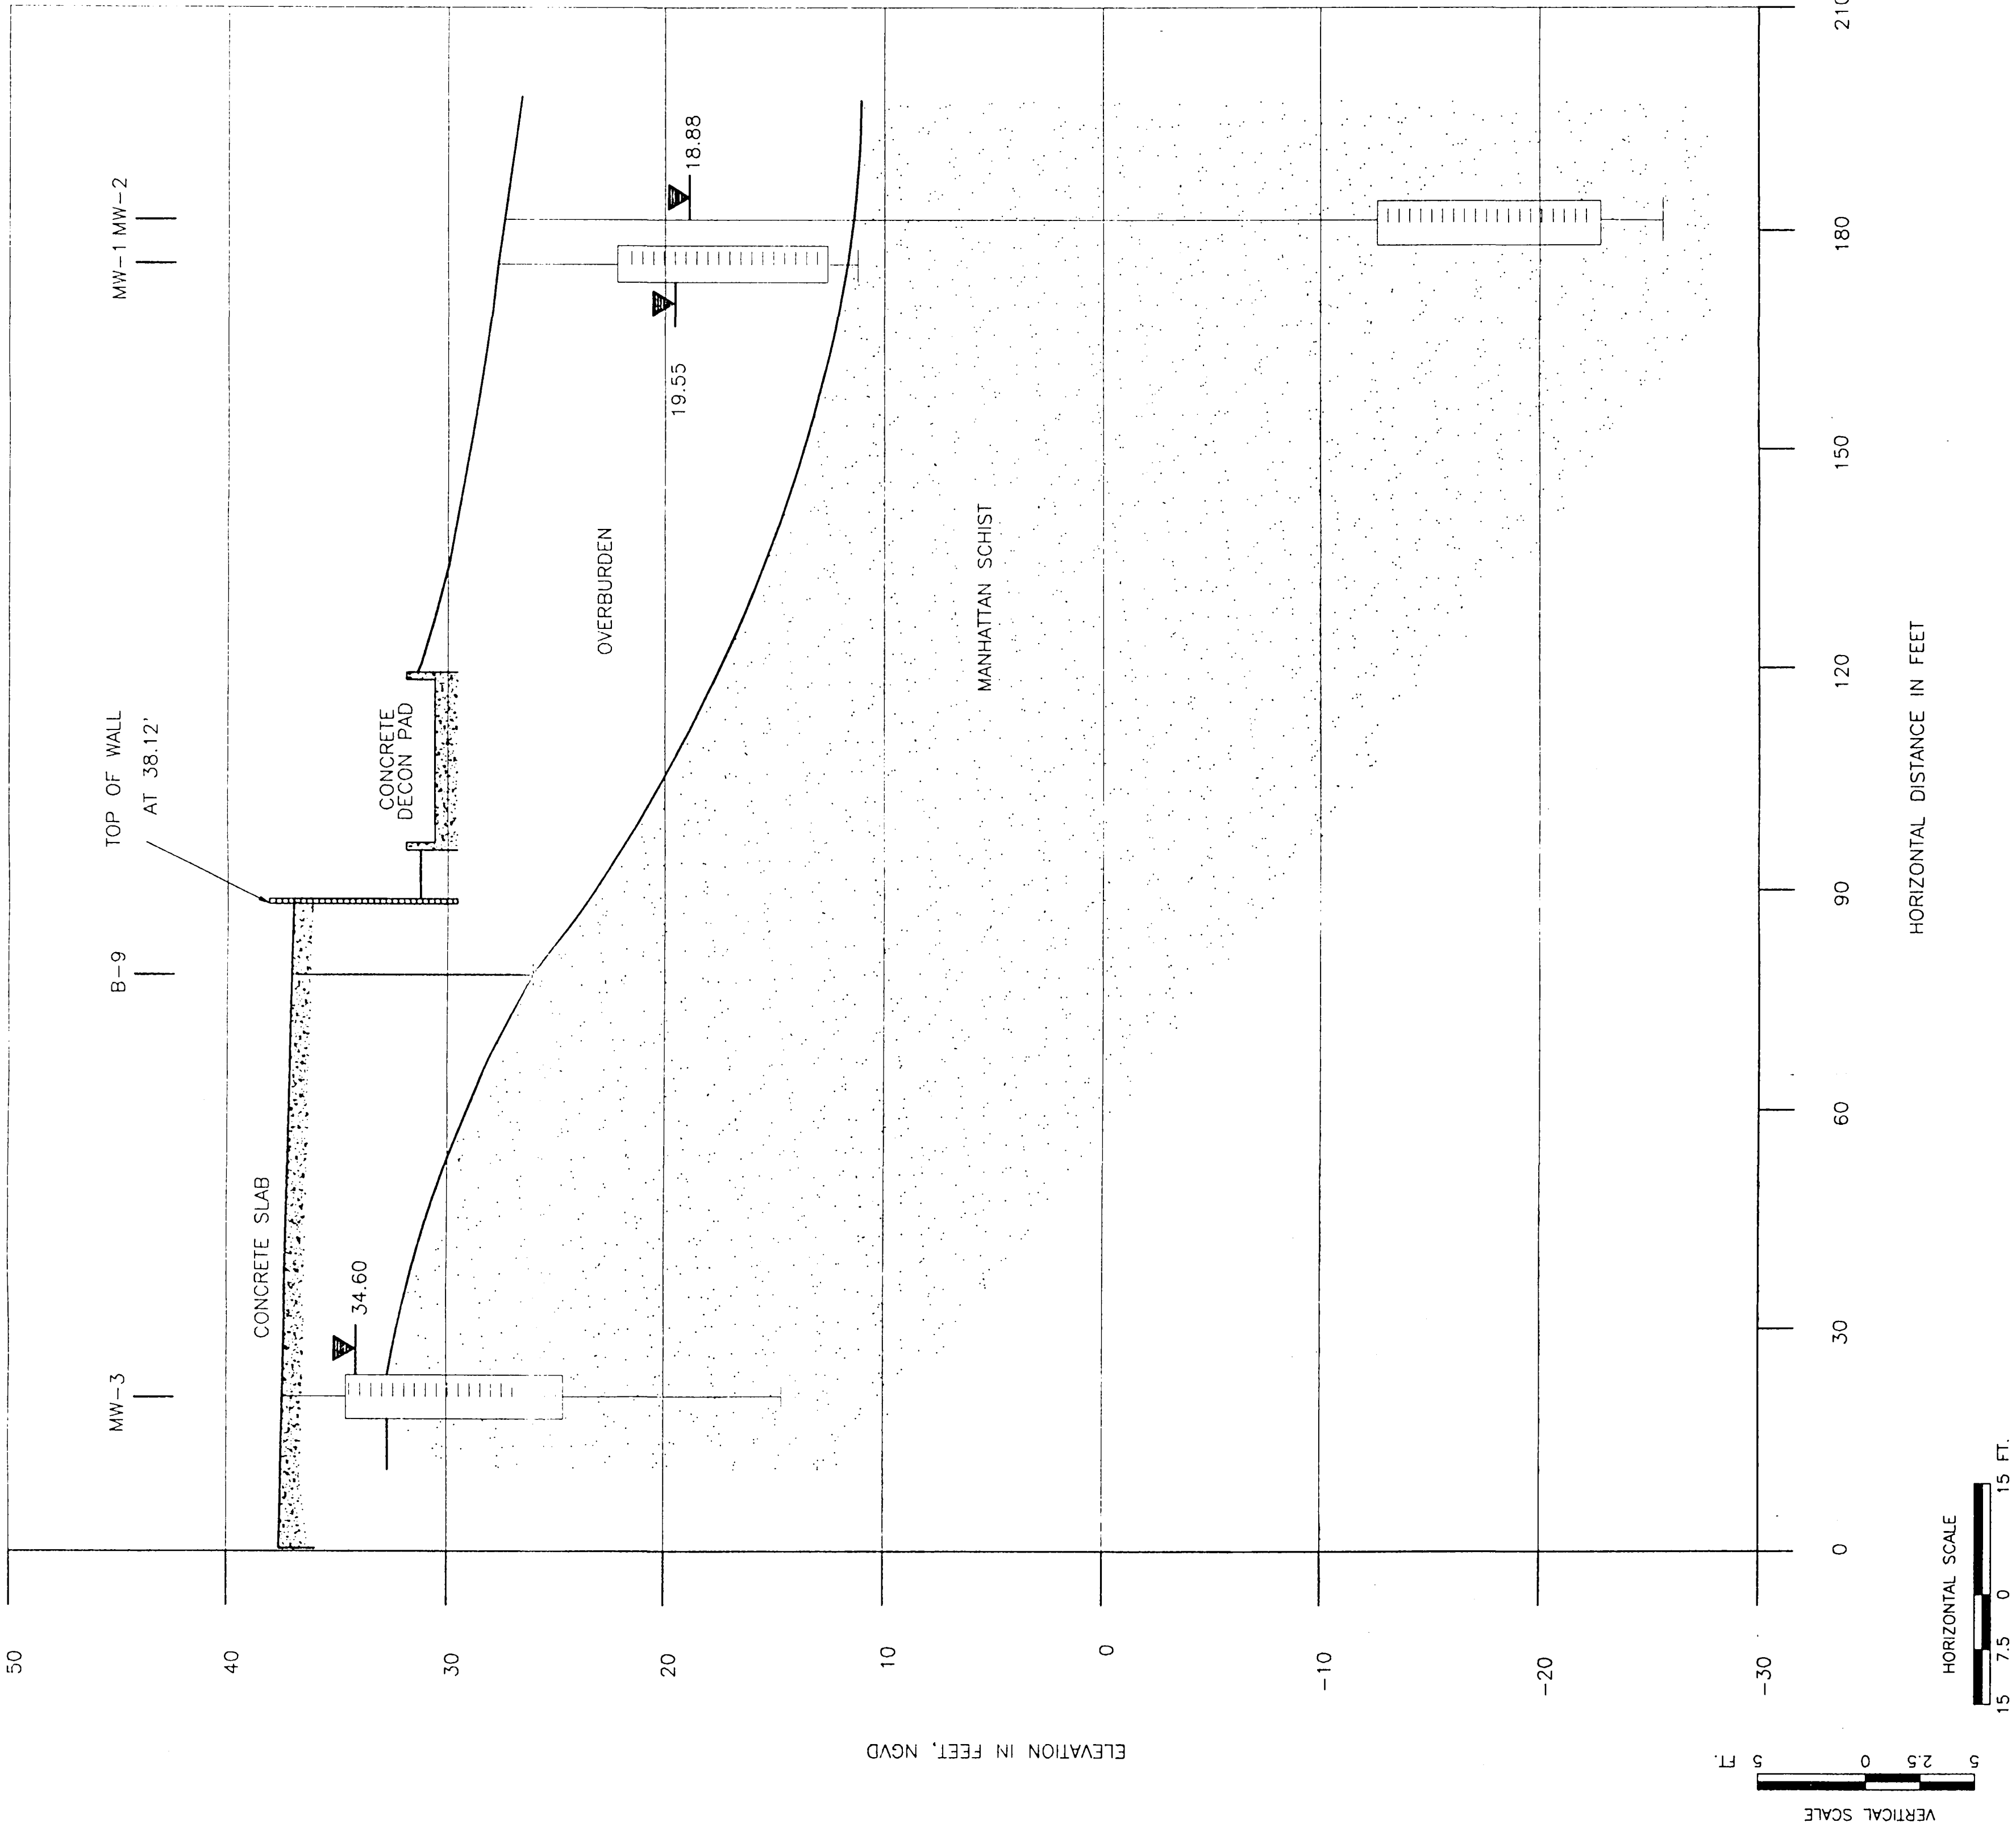 MW-3
B-9
TOP OF WALL
AT 38.12'
MW-1 MW-2
CONCRETE SLAB
34.60
CONCRETE
DECON PAD
OVERBURDEN
19.55
18.88
MANHATTAN SCHIST
50
40
30
20
10
0
-10
-20
-30
ELEVATION IN FEET, NGVD
0
30
60
90
120
150
180
210
HORIZONTAL DISTANCE IN FEET
HORIZONTAL SCALE
15 7.5 0 15 FT.
VERTICAL SCALE
5 2.5 0 5 FT.